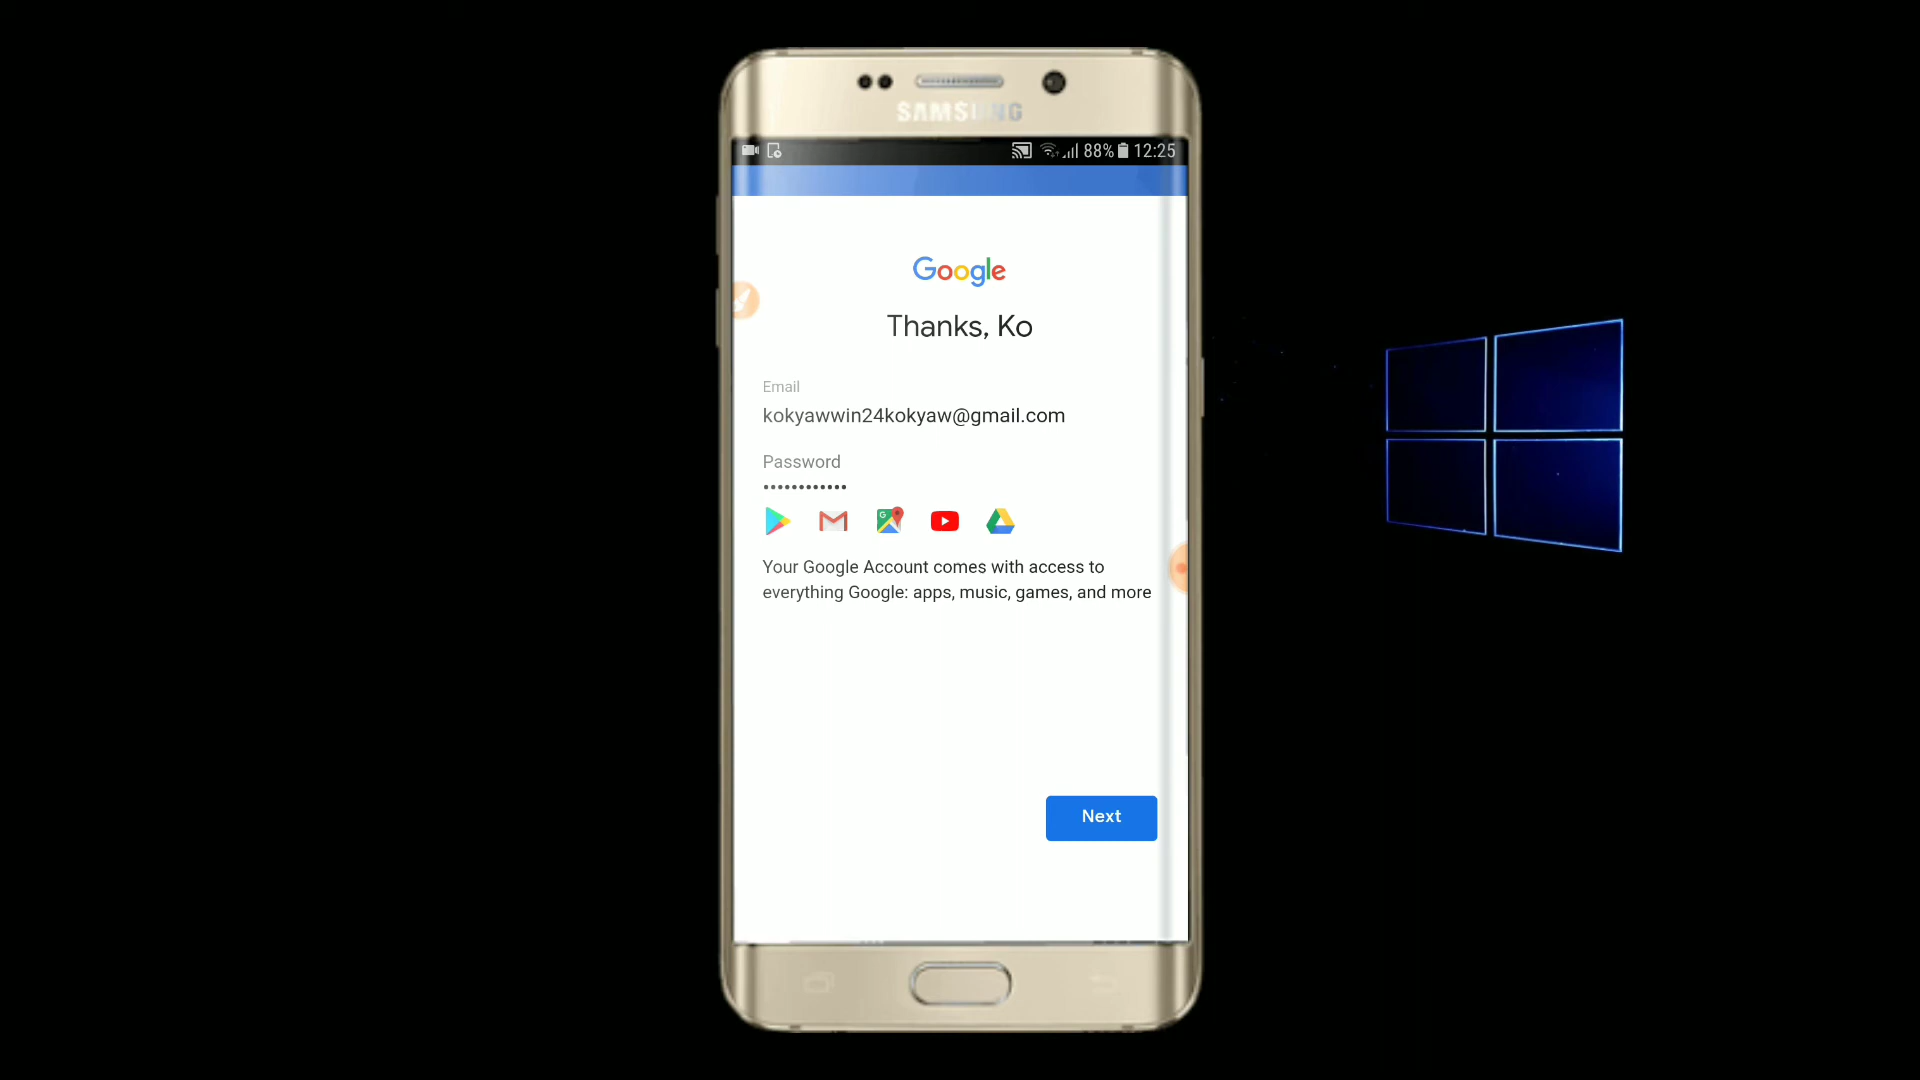 SAMSUNG
88% 12:25
Google
Thanks, Ko
Email
kokyawwin24kokyaw@gmail.com
Password
••••••••••••
Your Google Account comes with access to
everything Google: apps, music, games, and more
Next